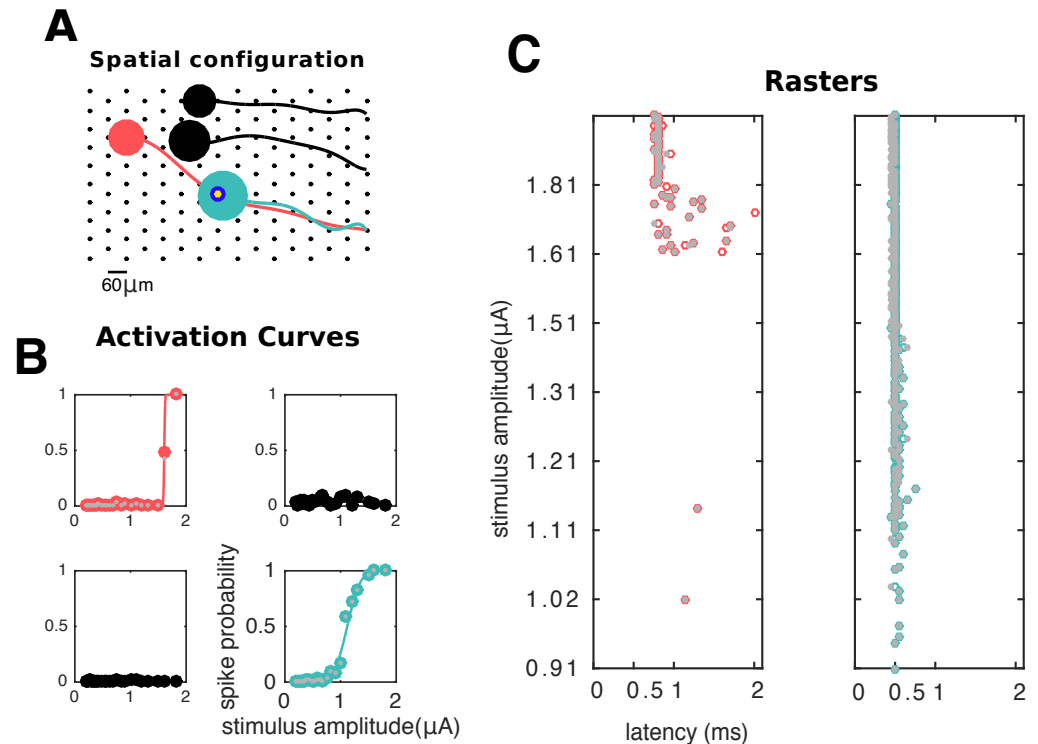 A
Spatial configuration
60μm
B
Activation Curves
1
0.5
0
0
1
2
1
0.5
0
0
1
2
1
0.5
0
0
1
2
spike probability
1
0.5
0
0
1
2
stimulus amplitude(μA)
C
Rasters
stimulus amplitude(μA)
1.81
1.61
1.51
1.31
1.21
1.11
1.02
0.91
0 0.5 1 2
0 0.5 1 2
latency (ms)